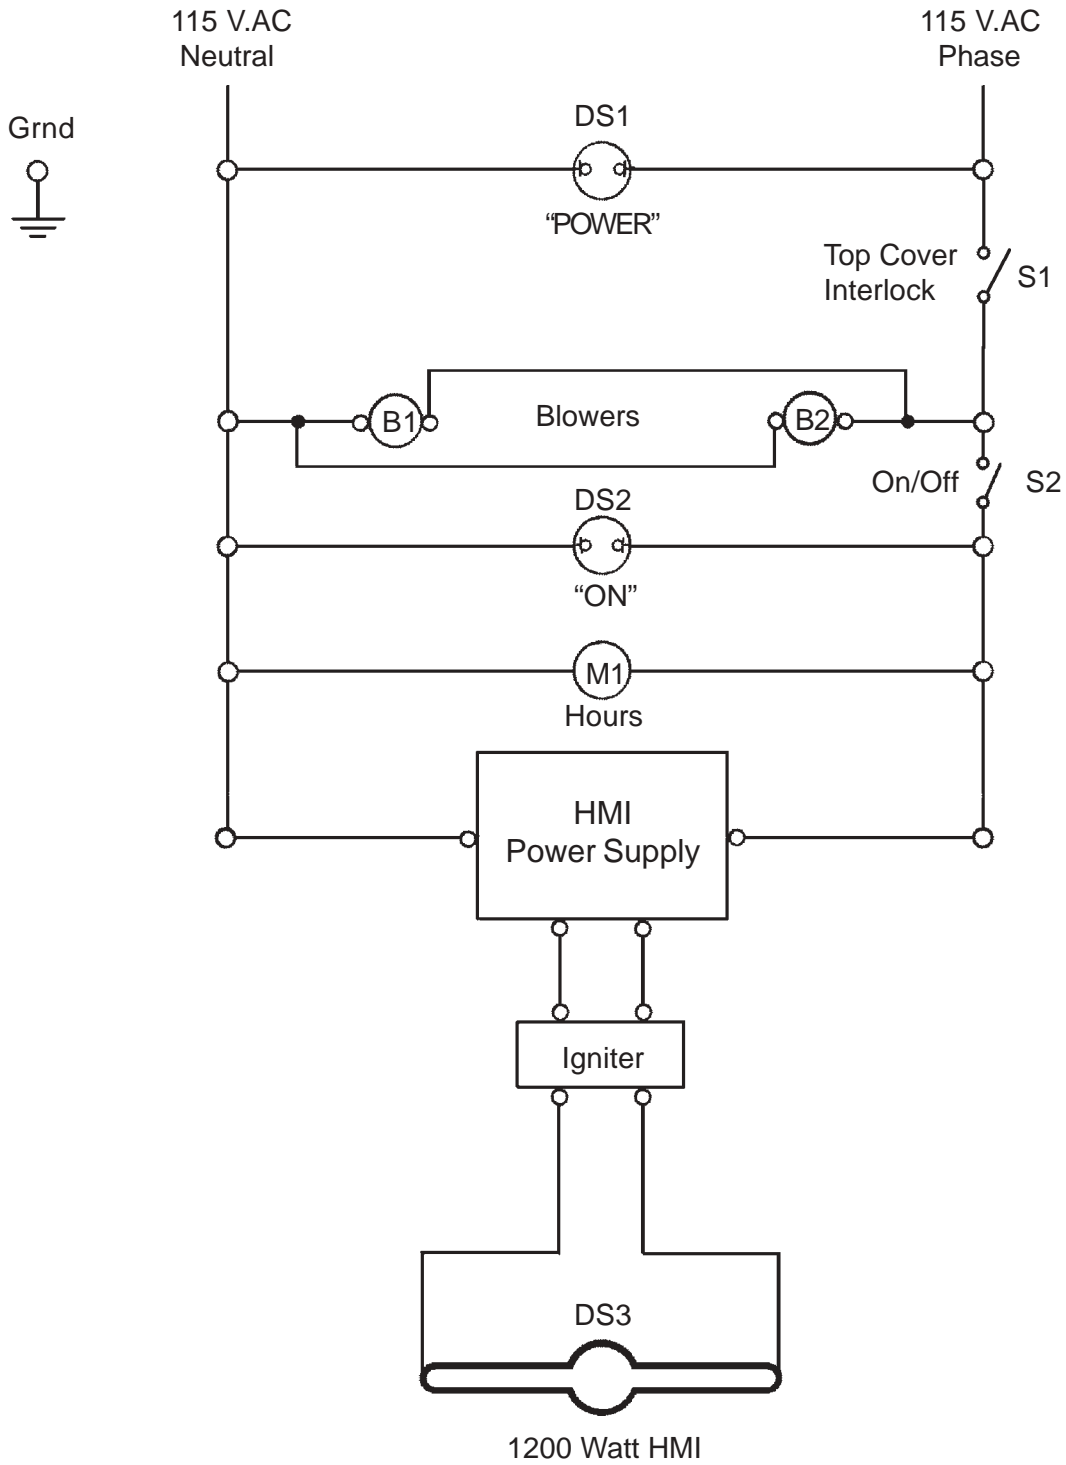 115 V.AC
Neutral
115 V.AC
Phase
Grnd
DS1
“POWER”
Top Cover
Interlock
S1
B1
Blowers
B2
On/Off
S2
DS2
“ON”
M1
Hours
HMI
Power Supply
Igniter
DS3
1200 Watt HMI